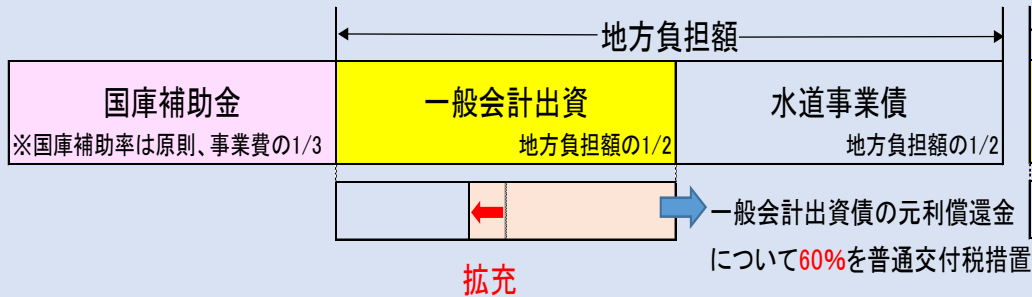 地方負担額
国庫補助金
※国庫補助率は原則、事業費の1/3
一般会計出資
地方負担額の1/2
水道事業債
地方負担額の1/2
一般会計出資債の元利償還金
について60%を普通交付税措置
拡充